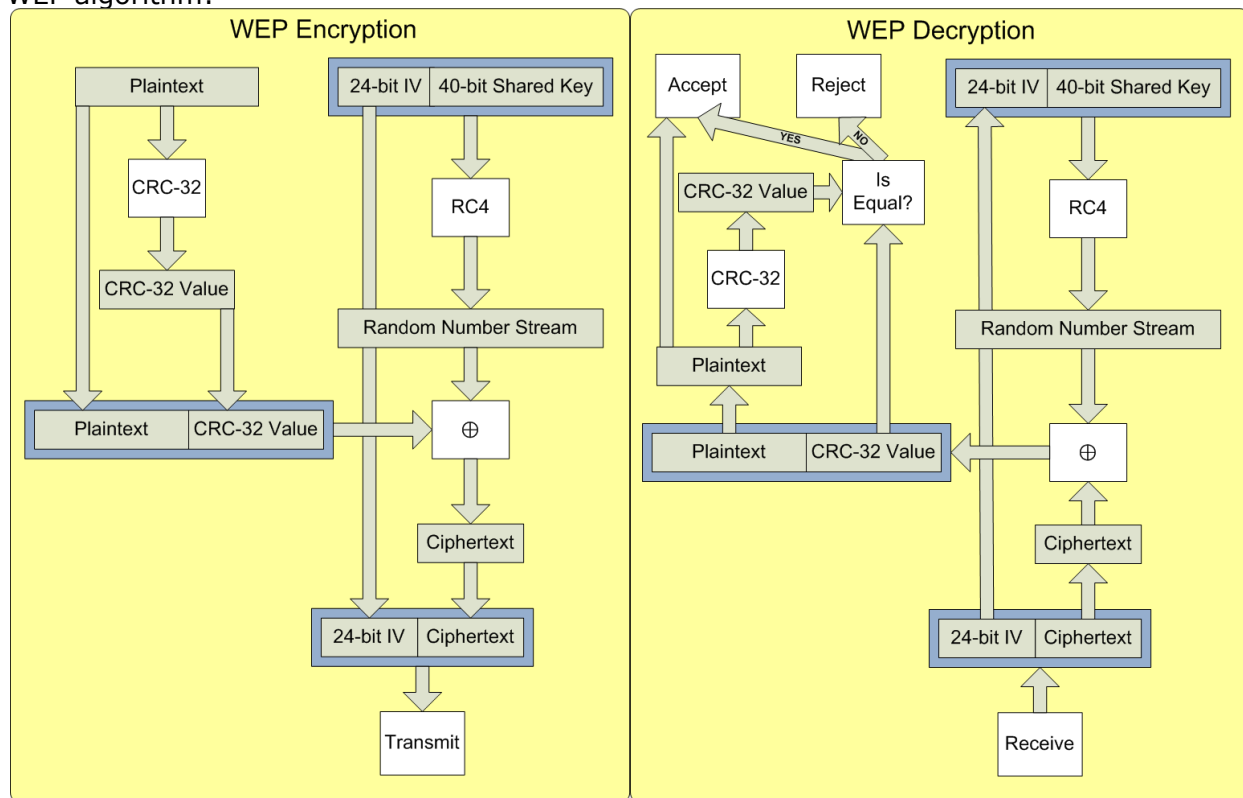 WEP algorithm.
WEP Encryption
Plaintext
24-bit IV 40-bit Shared Key
CRC-32
RC4
CRC-32 Value
Random Number Stream
Plaintext CRC-32 Value
⊕
Ciphertext
24-bit IV Ciphertext
Transmit
WEP Decryption
Accept
Reject
24-bit IV 40-bit Shared Key
YES
NO
CRC-32 Value
Is
Equal?
RC4
CRC-32
Random Number Stream
Plaintext
Plaintext CRC-32 Value
⊕
Ciphertext
24-bit IV Ciphertext
Receive